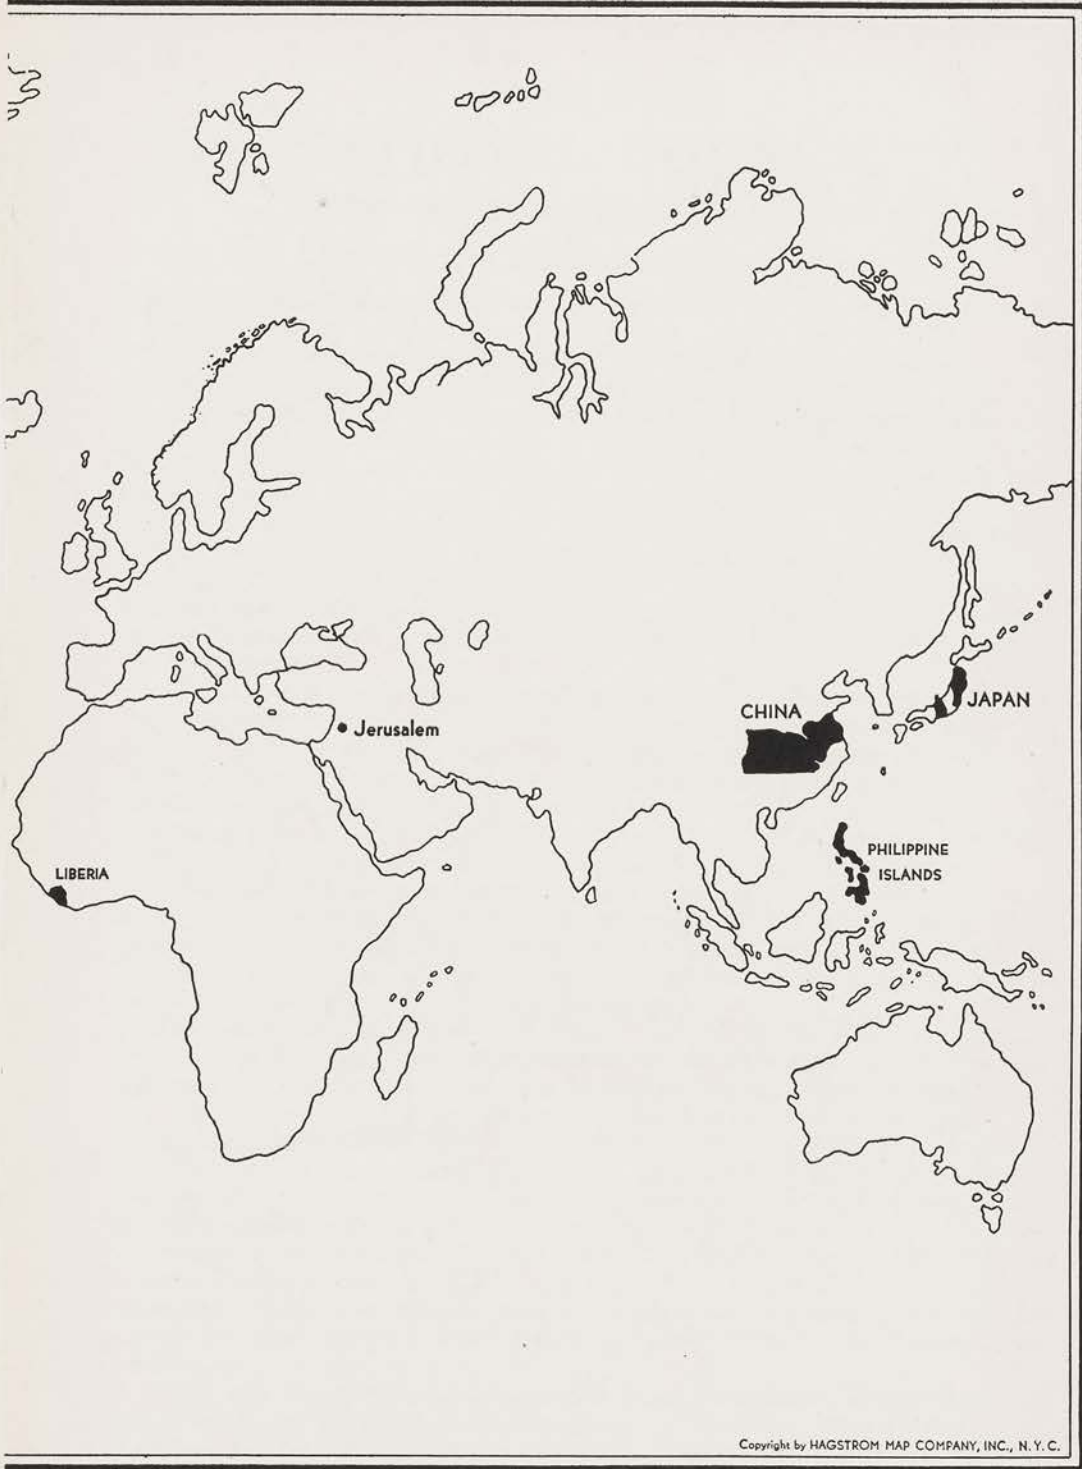 CHINA
JAPAN
Jerusalem
PHILIPPINE
ISLANDS
LIBERIA
Copyright by HAGSTROM MAP COMPANY, INC., N. Y. C.